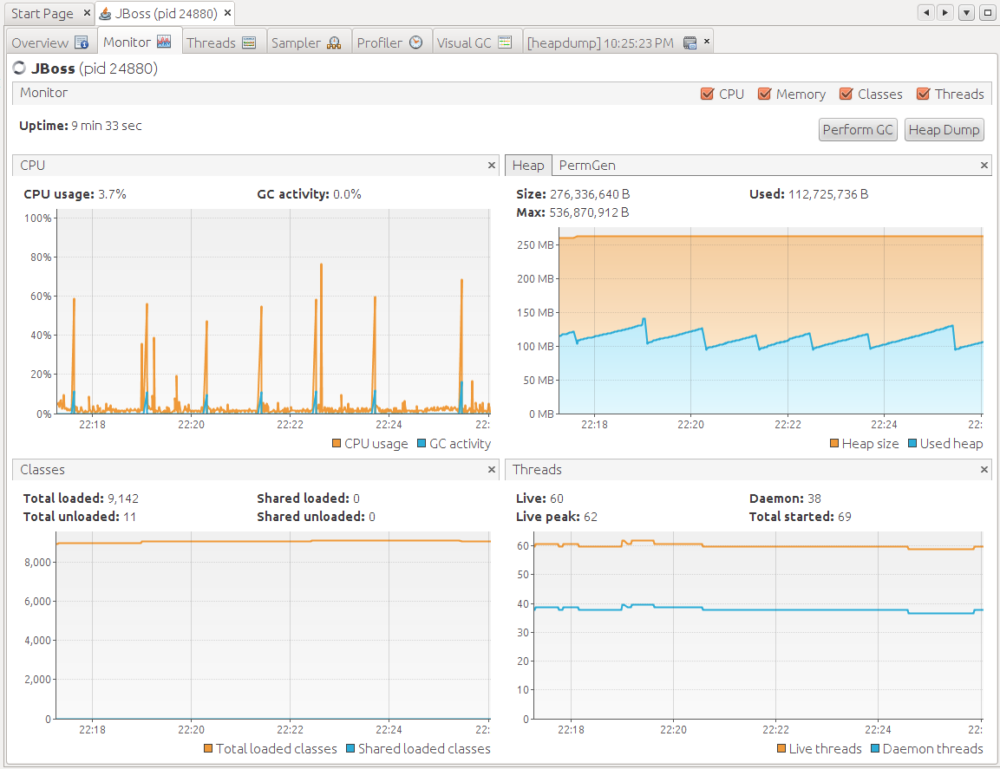 Start Page × JBoss (pid 24880) ×
Overview Monitor Threads Sampler Profiler Visual GC [heapdump] 10:25:23 PM ×
JBoss (pid 24880)
Monitor CPU Memory Classes Threads
Uptime: 9 min 33 sec
Perform GC Heap Dump
CPU ×
CPU usage: 3.7% GC activity: 0.0%
100%
80%
60%
40%
20%
0%
22:18 22:20 22:22 22:24 22:
CPU usage GC activity
Heap PermGen ×
Size: 276,336,640 B Used: 112,725,736 B
Max: 536,870,912 B
250 MB
200 MB
150 MB
100 MB
50 MB
0 MB
22:18 22:20 22:22 22:24 22:
Heap size Used heap
Classes ×
Total loaded: 9,142 Shared loaded: 0
Total unloaded: 11 Shared unloaded: 0
8,000
6,000
4,000
2,000
0
22:18 22:20 22:22 22:24 22:
Total loaded classes Shared loaded classes
Threads ×
Live: 60 Daemon: 38
Live peak: 62 Total started: 69
60
50
40
30
20
10
0
22:18 22:20 22:22 22:24 22:
Live threads Daemon threads